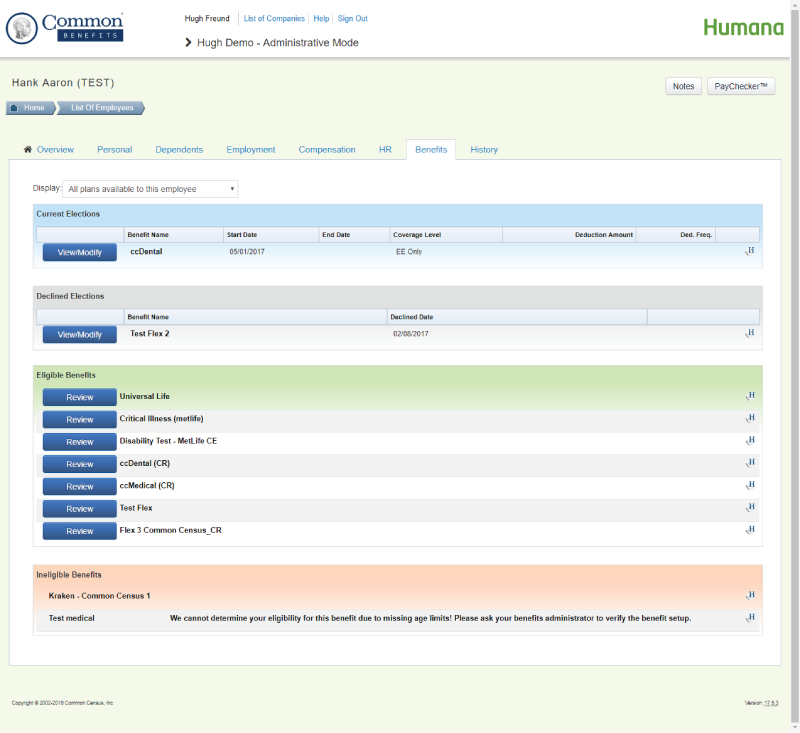 Common
BENEFITS
Hugh Freund List of Companies Help Sign Out
Hugh Demo - Administrative Mode
Humana
Hank Aaron (TEST)
Notes PayChecker™
Home List Of Employees
Overview Personal Dependents Employment Compensation HR Benefits History
Display: All plans available to this employee
Current Elections
Benefit Name Start Date End Date Coverage Level Deduction Amount Ded. Freq.
View/Modify ccDental 05/01/2017 EE Only H
Declined Elections
Benefit Name Declined Date
View/Modify Test Flex 2 02/08/2017 H
Eligible Benefits
Review Universal Life H
Review Critical Illness (metlife) H
Review Disability Test - MetLife CE H
Review ccDental (CR) H
Review ccMedical (CR) H
Review Test Flex H
Review Flex 3 Common Census_CR H
Ineligible Benefits
Kraken - Common Census 1 H
Test medical We cannot determine your eligibility for this benefit due to missing age limits! Please ask your benefits administrator to verify the benefit setup. H
Copyright © 2002-2016 Common Census, Inc Version: 17.5.3